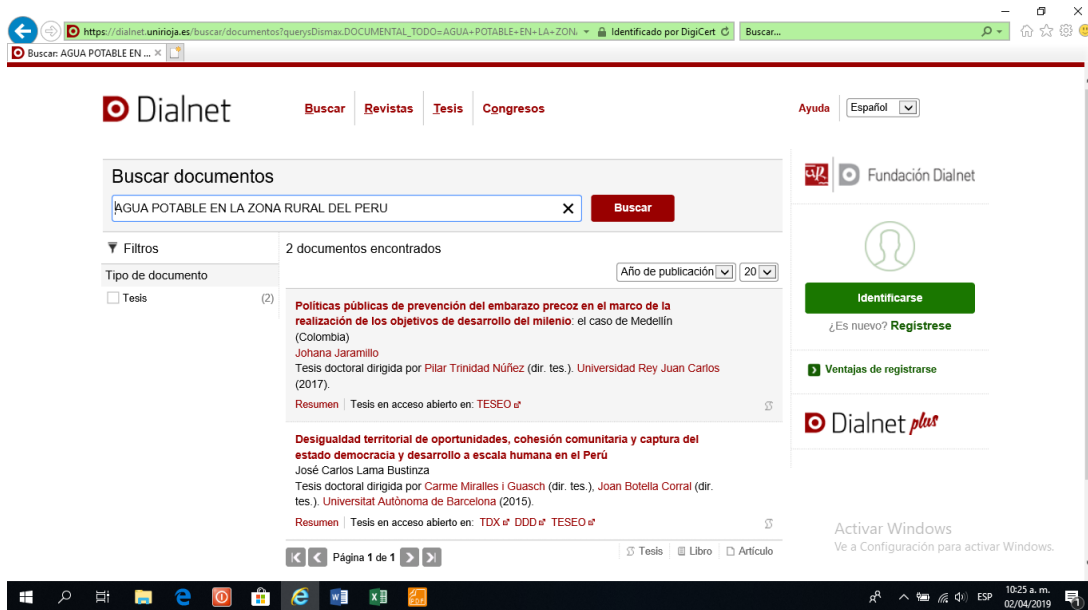 https://dialnet.unirioja.es/buscar/documentos?querysDismax.DOCUMENTAL_TODO=AGUA+POTABLE+EN+LA+ZON
Identificado por DigiCert
Buscar...
Buscar: AGUA POTABLE EN ...
Dialnet
Buscar
Revistas
Tesis
Congresos
Ayuda
Español
Buscar documentos
AGUA POTABLE EN LA ZONA RURAL DEL PERU
Buscar
Fundación Dialnet
Filtros
2 documentos encontrados
Tipo de documento
Año de publicación
20
Tesis (2)
Políticas públicas de prevención del embarazo precoz en el marco de la
realización de los objetivos de desarrollo del milenio: el caso de Medellín
(Colombia)
Johana Jaramillo
Tesis doctoral dirigida por Pilar Trinidad Núñez (dir. tes.). Universidad Rey Juan Carlos
(2017).
Resumen Tesis en acceso abierto en: TESEO
Identificarse
¿Es nuevo? Regístrese
Ventajas de registrarse
Dialnet plus
Desigualdad territorial de oportunidades, cohesión comunitaria y captura del
estado democracia y desarrollo a escala humana en el Perú
José Carlos Lama Bustinza
Tesis doctoral dirigida por Carme Miralles i Guasch (dir. tes.), Joan Botella Corral (dir.
tes.). Universitat Autònoma de Barcelona (2015).
Resumen Tesis en acceso abierto en: TDX DDD TESEO
Página 1 de 1
Tesis Libro Artículo
Activar Windows
Ve a Configuración para activar Windows.
ESP
10:25 a. m.
02/04/2019